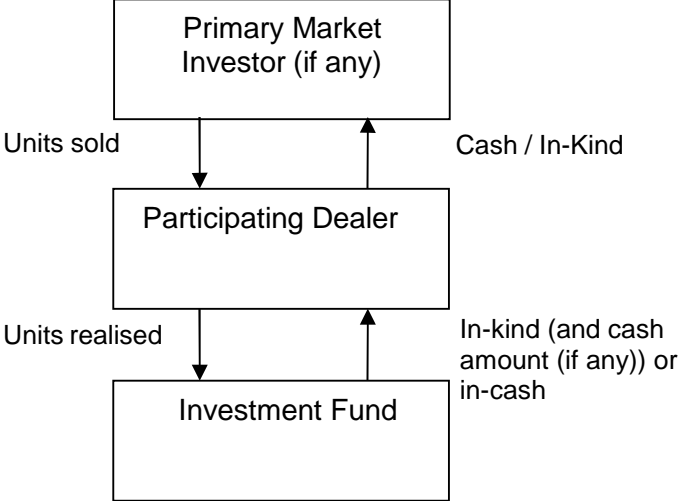 Primary Market
Investor (if any)
Units sold
Cash / In-Kind
Participating Dealer
Units realised
In-kind (and cash
amount (if any)) or
in-cash
Investment Fund